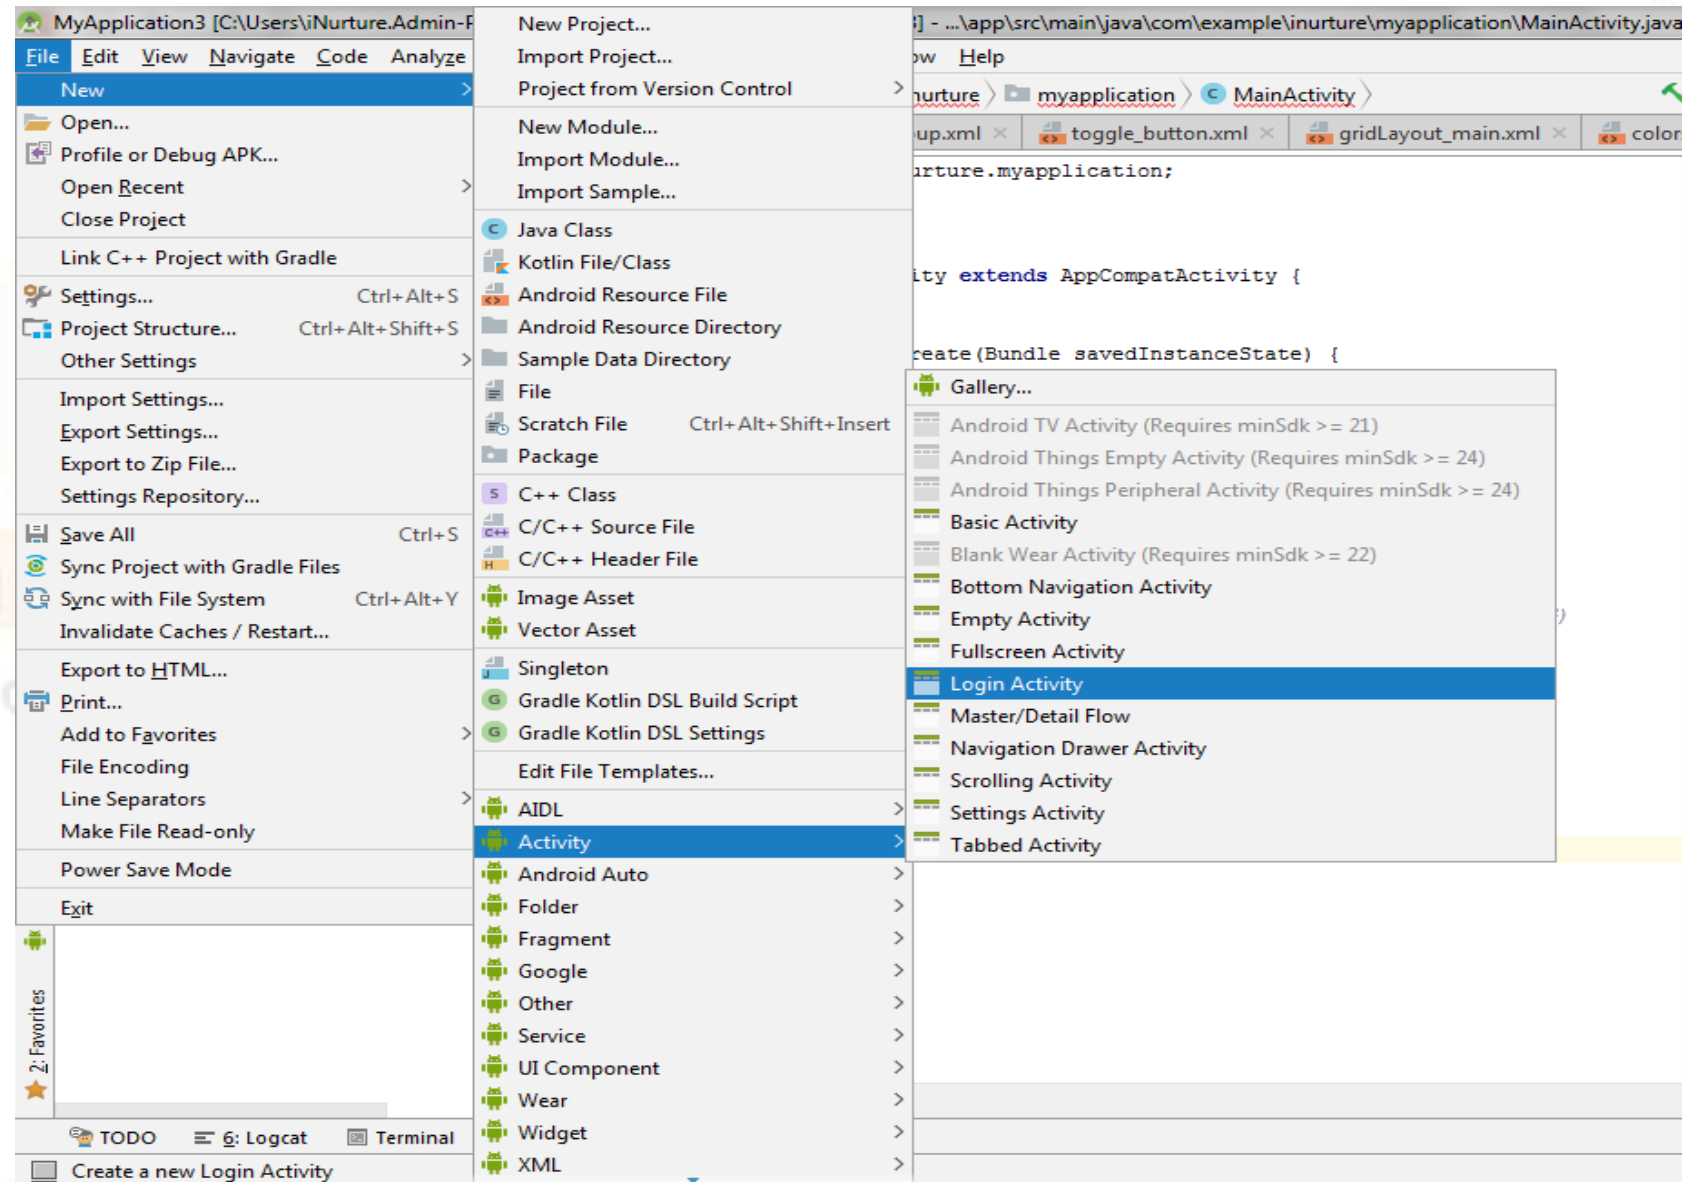 MyApplication3 [C:\Users\iNurture.Admin-P
] - ...\app\src\main\java\com\example\inurture\myapplication\MainActivity.java
File Edit View Navigate Code Analyze
Help
nurture myapplication MainActivity
up.xml toggle_button.xml gridLayout_main.xml color
urture.myapplication;
ity extends AppCompatActivity {
reate(Bundle savedInstanceState) {
New >
Open...
Profile or Debug APK...
Open Recent >
Close Project
Link C++ Project with Gradle
Settings... Ctrl+Alt+S
Project Structure... Ctrl+Alt+Shift+S
Other Settings >
Import Settings...
Export Settings...
Export to Zip File...
Settings Repository...
Save All Ctrl+S
Sync Project with Gradle Files
Sync with File System Ctrl+Alt+Y
Invalidate Caches / Restart...
Export to HTML...
Print...
Add to Favorites >
File Encoding
Line Separators >
Make File Read-only
Power Save Mode
Exit
New Project...
Import Project...
Project from Version Control >
New Module...
Import Module...
Import Sample...
Java Class
Kotlin File/Class
Android Resource File
Android Resource Directory
Sample Data Directory
File
Scratch File Ctrl+Alt+Shift+Insert
Package
C++ Class
C/C++ Source File
C/C++ Header File
Image Asset
Vector Asset
Singleton
Gradle Kotlin DSL Build Script
Gradle Kotlin DSL Settings
Edit File Templates...
AIDL >
Activity >
Android Auto >
Folder >
Fragment >
Google >
Other >
Service >
UI Component >
Wear >
Widget >
XML >
Gallery...
Android TV Activity (Requires minSdk >= 21)
Android Things Empty Activity (Requires minSdk >= 24)
Android Things Peripheral Activity (Requires minSdk >= 24)
Basic Activity
Blank Wear Activity (Requires minSdk >= 22)
Bottom Navigation Activity
Empty Activity
Fullscreen Activity
Login Activity
Master/Detail Flow
Navigation Drawer Activity
Scrolling Activity
Settings Activity
Tabbed Activity
2: Favorites
TODO 6: Logcat Terminal
Create a new Login Activity